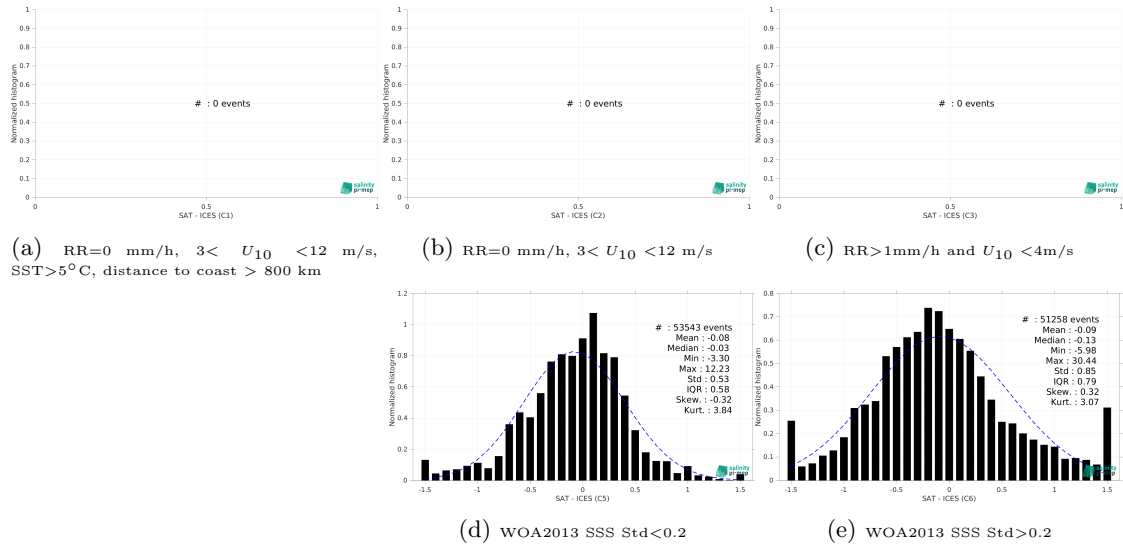 1
0.9
0.8
0.7
0.6
0.5
0.4
0.3
0.2
0.1
0
Normalized histogram
# : 0 events
salinity
pi-mep
0 0.5 1
SAT - ICES (C1)
1
0.9
0.8
0.7
0.6
0.5
0.4
0.3
0.2
0.1
0
Normalized histogram
# : 0 events
salinity
pi-mep
0 0.5 1
SAT - ICES (C2)
1
0.9
0.8
0.7
0.6
0.5
0.4
0.3
0.2
0.1
0
Normalized histogram
# : 0 events
salinity
pi-mep
0 0.5 1
SAT - ICES (C3)
(a) RR=0 mm/h, 3< U10 <12 m/s,
SST>5°C, distance to coast > 800 km
(b) RR=0 mm/h, 3< U10 <12 m/s
(c) RR>1mm/h and U10 <4m/s
1.2
1
0.8
0.6
0.4
0.2
0
Normalized histogram
# : 53543 events
Mean : -0.08
Median : -0.03
Min : -3.30
Max : 12.23
Std : 0.53
IQR : 0.58
Skew. : -0.32
Kurt. : 3.84
salinity
pi-mep
-1.5 -1 -0.5 0 0.5 1 1.5
SAT - ICES (C5)
0.8
0.7
0.6
0.5
0.4
0.3
0.2
0.1
0
Normalized histogram
# : 51258 events
Mean : -0.09
Median : -0.13
Min : -5.98
Max : 30.44
Std : 0.85
IQR : 0.79
Skew. : 0.32
Kurt. : 3.07
salinity
pi-mep
-1.5 -1 -0.5 0 0.5 1 1.5
SAT - ICES (C6)
(d) WOA2013 SSS Std<0.2
(e) WOA2013 SSS Std>0.2